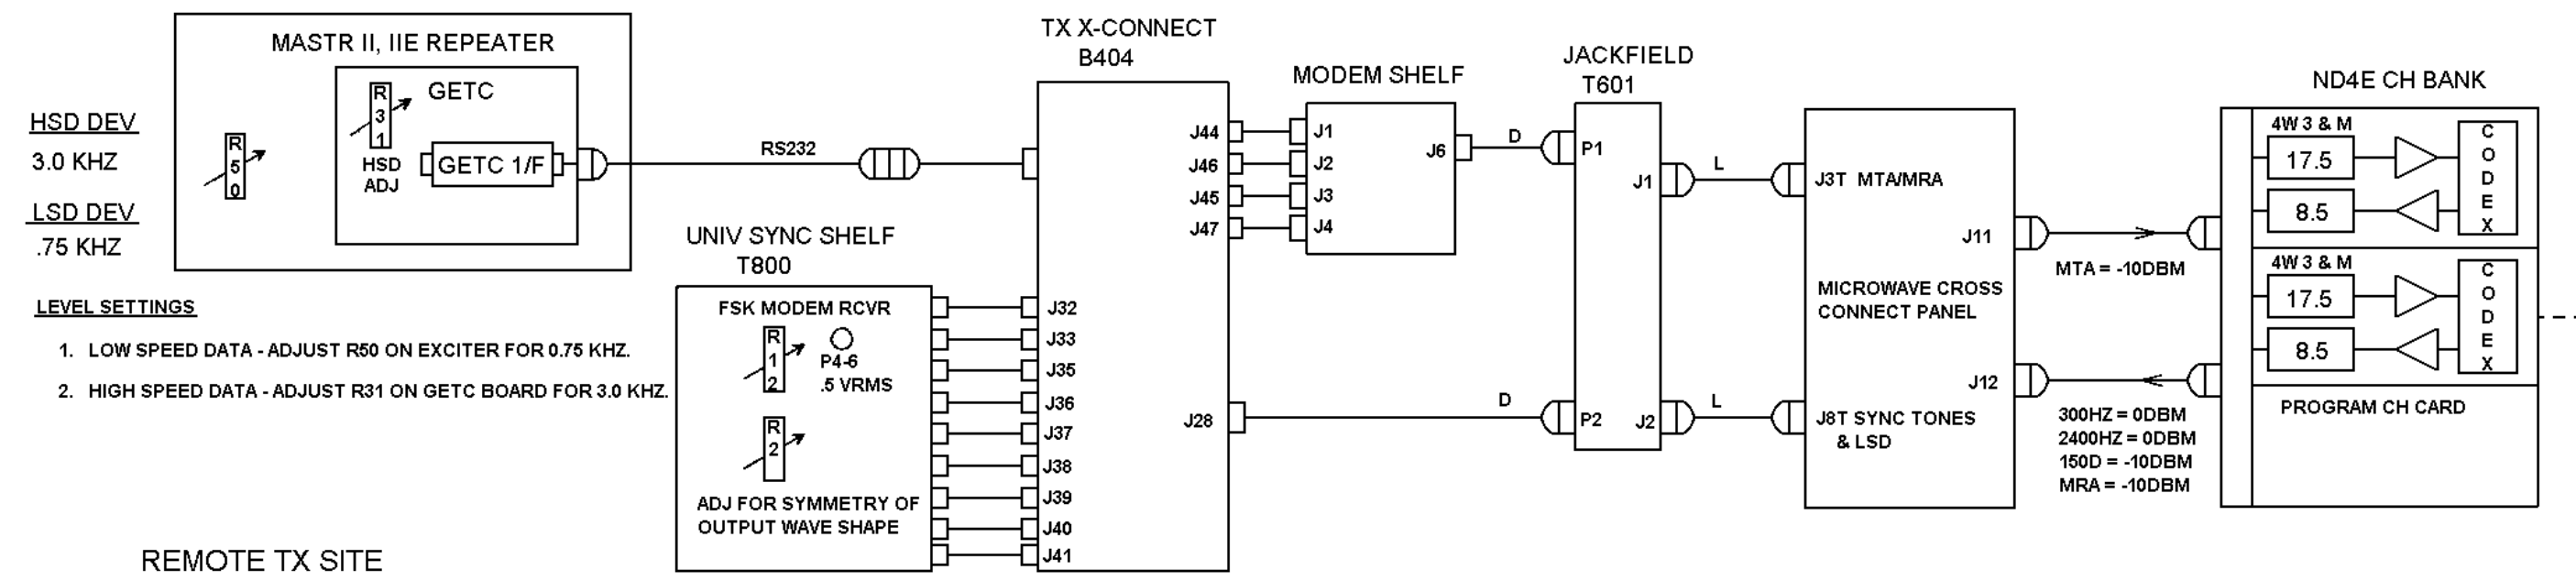 MASTR II, IIE REPEATER
R
3
1
GETC
HSD
ADJ
GETC 1/F
R
5
0
HSD DEV
3.0 KHZ
LSD DEV
.75 KHZ
LEVEL SETTINGS
1. LOW SPEED DATA - ADJUST R50 ON EXCITER FOR 0.75 KHZ.
2. HIGH SPEED DATA - ADJUST R31 ON GETC BOARD FOR 3.0 KHZ.
REMOTE TX SITE
RS232
UNIV SYNC SHELF
T800
FSK MODEM RCVR
R
1
2
P4-6
.5 VRMS
R
2
ADJ FOR SYMMETRY OF
OUTPUT WAVE SHAPE
TX X-CONNECT
B404
J44
J46
J45
J47
J32
J33
J35
J36
J37
J38
J39
J40
J41
J28
MODEM SHELF
J1
J2
J3
J4
J6
D
D
JACKFIELD
T601
P1
J1
P2
J2
L
L
J3T MTA/MRA
J11
MICROWAVE CROSS
CONNECT PANEL
J12
J8T SYNC TONES
& LSD
MTA = -10DBM
300HZ = 0DBM
2400HZ = 0DBM
150D = -10DBM
MRA = -10DBM
ND4E CH BANK
4W 3 & M
17.5
8.5
C
O
D
E
X
4W 3 & M
17.5
8.5
C
O
D
E
X
PROGRAM CH CARD